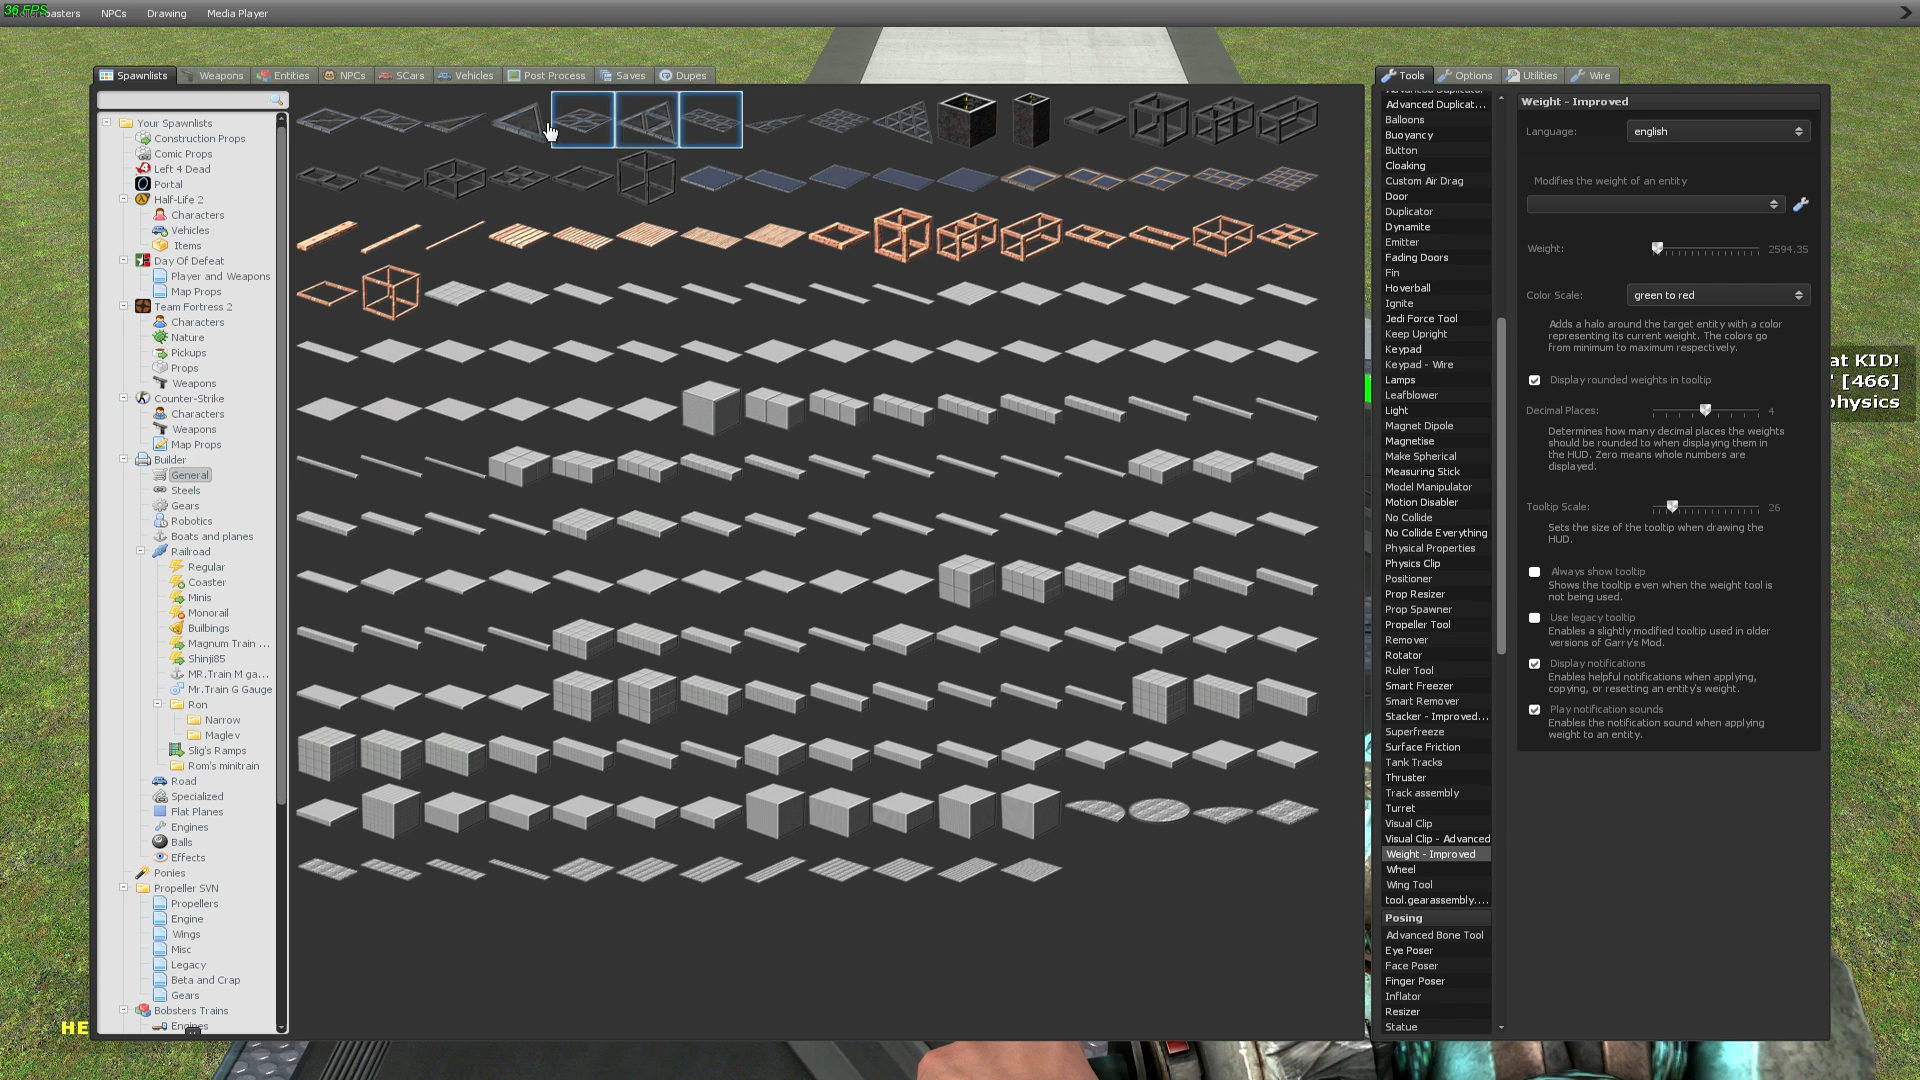 36 FPS
NPCs
Drawing
Media Player
Spawnlists
Weapons
Entities
NPCs
SCars
Vehicles
Post Process
Saves
Dupes
Your Spawnlists
Construction Props
Comic Props
Left 4 Dead
Portal
Half-Life 2
Characters
Vehicles
Items
Day Of Defeat
Player and Weapons
Map Props
Team Fortress 2
Characters
Nature
Pickups
Props
Weapons
Counter-Strike
Characters
Weapons
Map Props
Builder
General
Steels
Gears
Robotics
Boats and planes
Railroad
Regular
Coaster
Minis
Monorail
Builbings
Magnum Train ...
Shinji85
MR.Train M ga...
Mr.Train G Gauge
Ron
Narrow
Maglev
Slig's Ramps
Rom's minitrain
Road
Specialized
Flat Planes
Engines
Balls
Effects
Ponies
Propeller SVN
Propellers
Engine
Wings
Misc
Legacy
Beta and Crap
Gears
Bobsters Trains
Engines
HE
Tools
Options
Utilities
Wire
Advanced Duplicator
Advanced Duplicat...
Balloons
Buoyancy
Button
Cloaking
Custom Air Drag
Door
Duplicator
Dynamite
Emitter
Fading Doors
Fin
Hoverball
Ignite
Jedi Force Tool
Keep Upright
Keypad
Keypad - Wire
Lamps
Leafblower
Light
Magnet Dipole
Magnetise
Make Spherical
Measuring Stick
Model Manipulator
Motion Disabler
No Collide
No Collide Everything
Physical Properties
Physics Clip
Positioner
Prop Resizer
Prop Spawner
Propeller Tool
Remover
Rotator
Ruler Tool
Smart Freezer
Smart Remover
Stacker - Improved...
Superfreeze
Surface Friction
Tank Tracks
Thruster
Track assembly
Turret
Visual Clip
Visual Clip - Advanced
Weight - Improved
Wheel
Wing Tool
tool.gearassembly....
Posing
Advanced Bone Tool
Eye Poser
Face Poser
Finger Poser
Inflator
Resizer
Statue
Weight - Improved
Language: english
Modifies the weight of an entity
Weight: 2594.35
Color Scale: green to red
Adds a halo around the target entity with a color
representing its current weight. The colors go
from minimum to maximum respectively.
Display rounded weights in tooltip
Decimal Places: 4
Determines how many decimal places the weights
should be rounded to when displaying them in
the HUD. Zero means whole numbers are
displayed.
Tooltip Scale: 26
Sets the size of the tooltip when drawing the
HUD.
Always show tooltip
Shows the tooltip even when the weight tool is
not being used.
Use legacy tooltip
Enables a slightly modified tooltip used in older
versions of Garry's Mod.
Display notifications
Enables helpful notifications when applying,
copying, or resetting an entity's weight.
Play notification sounds
Enables the notification sound when applying
weight to an entity.
at KID!
' [466]
physics